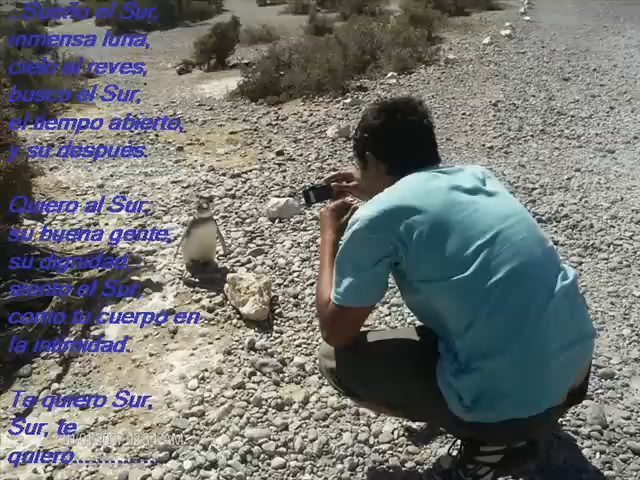 ..Sueño el Sur,
inmensa luna,
cielo al reves,
busco el Sur,
el tiempo abierto,
y su después.
Quiero al Sur,
su buena gente,
su dignidad,
siento el Sur,
como tu cuerpo en
la intimidad.
Te quiero Sur,
Sur, te
quiero..............